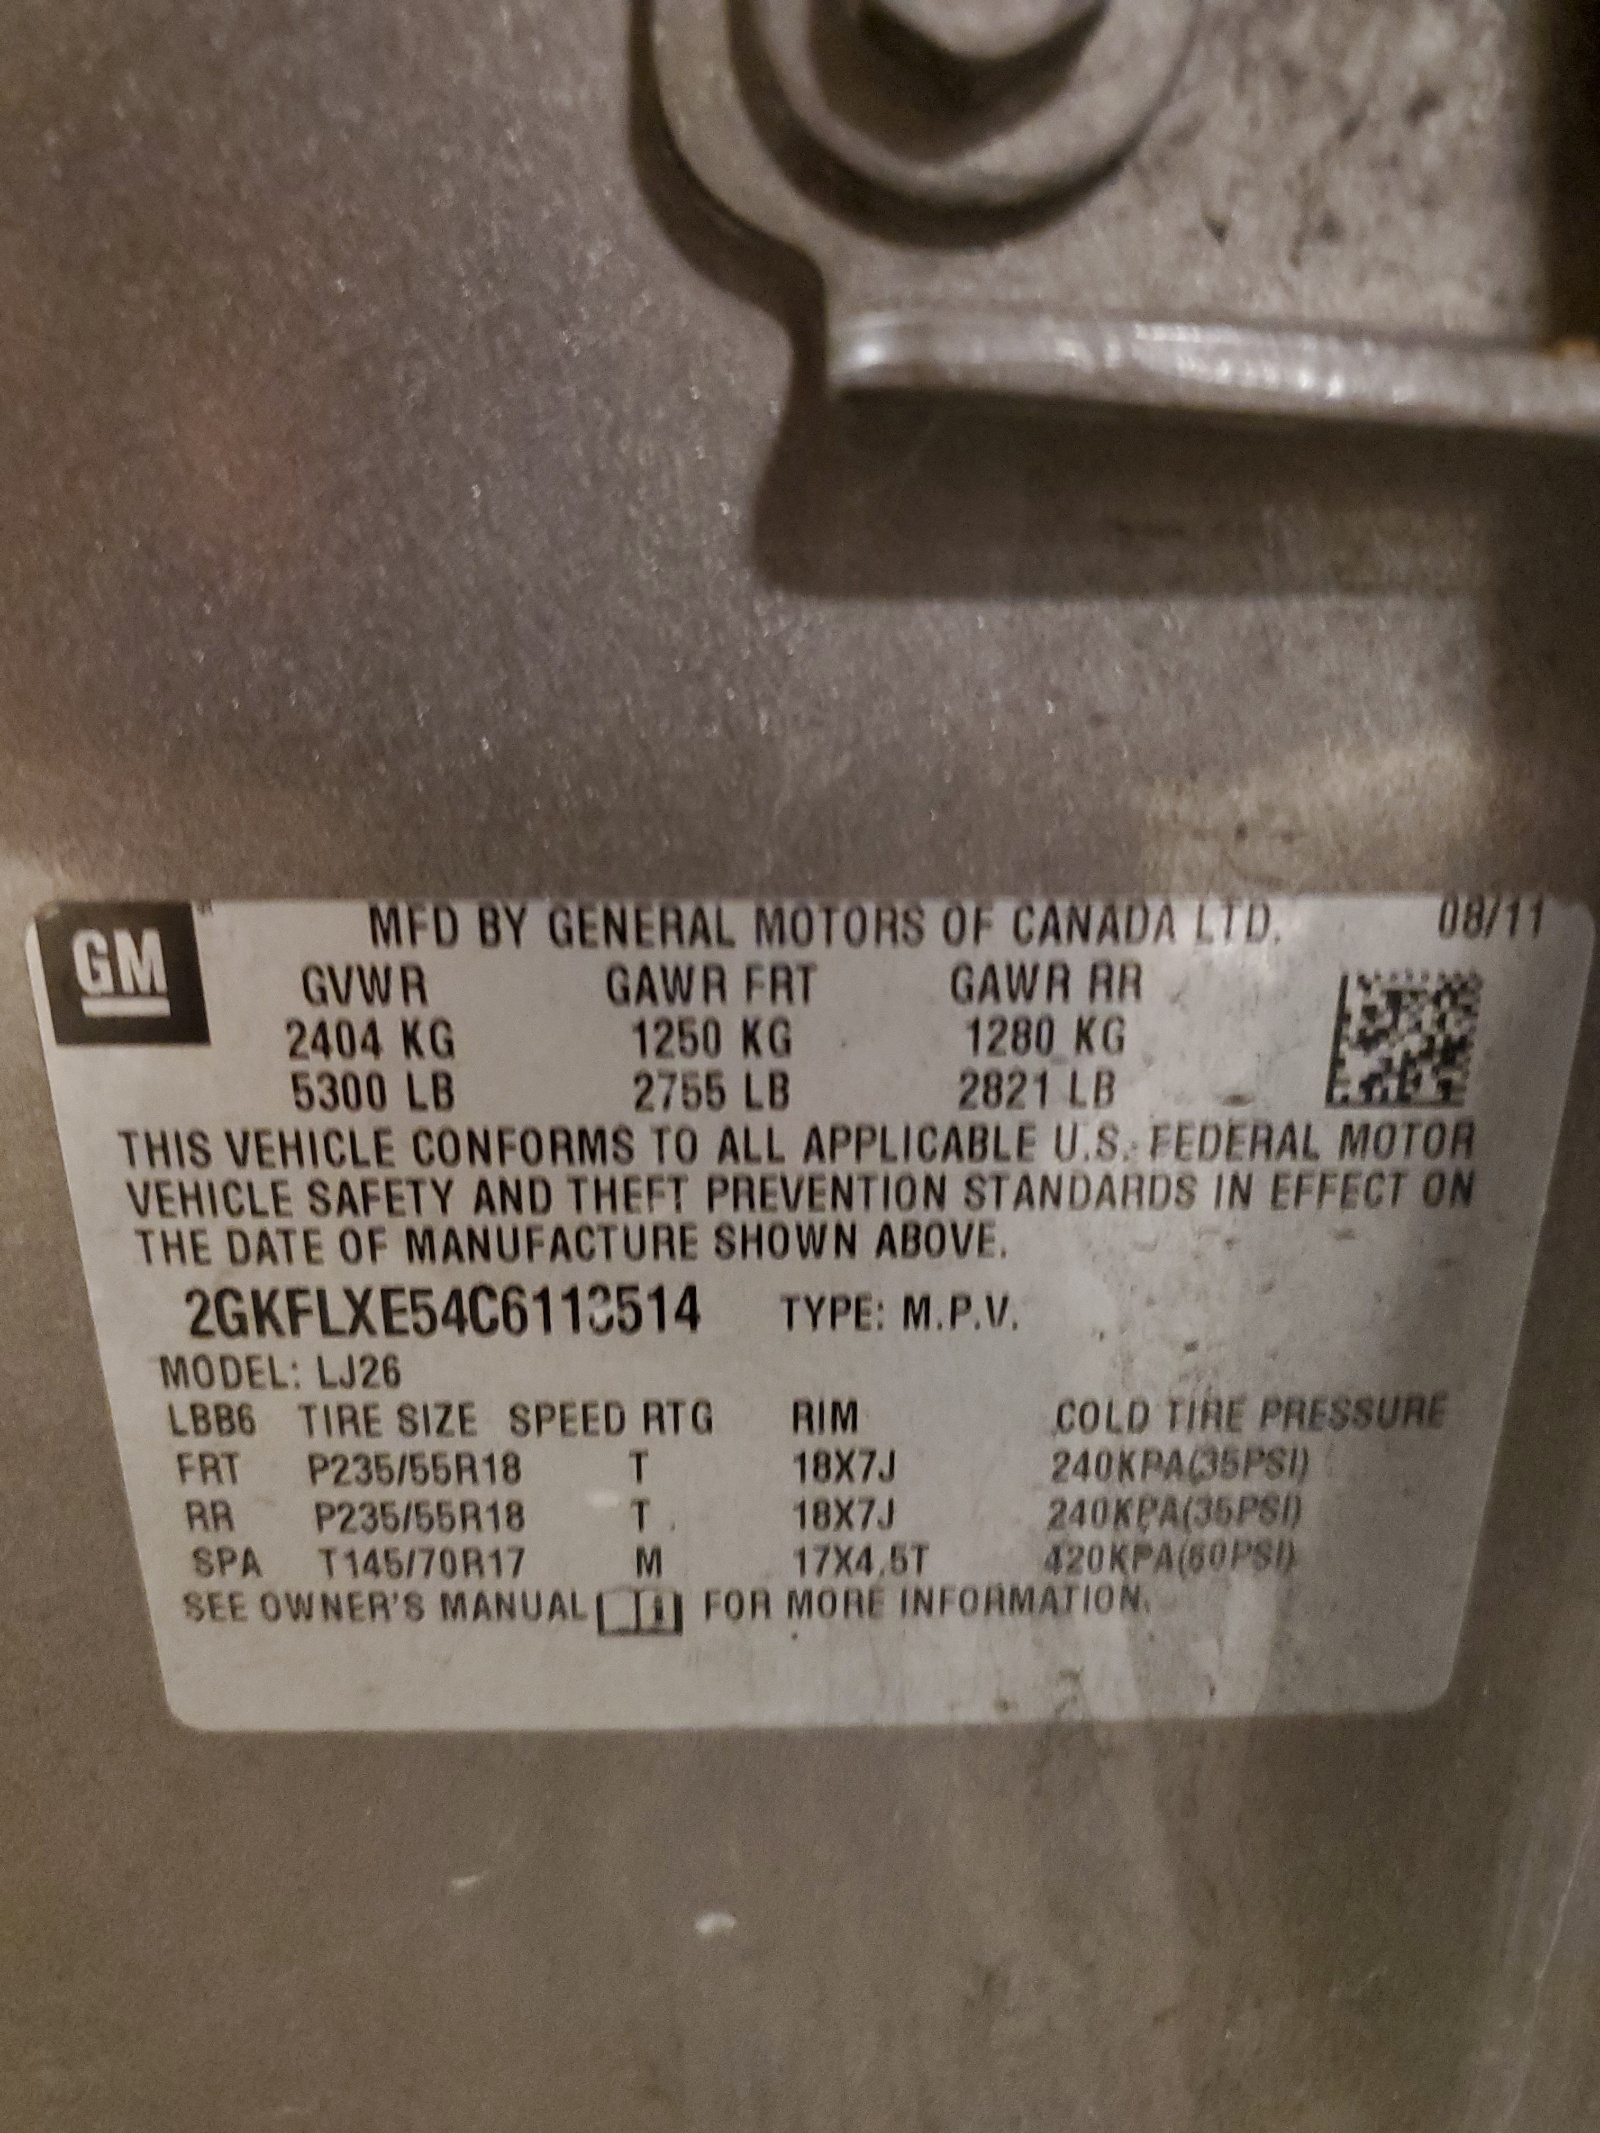 GM
MFD BY GENERAL MOTORS OF CANADA LTD. 08/11
GVWR GAWR FRT GAWR RR
2404 KG 1250 KG 1280 KG
5300 LB 2755 LB 2821 LB
THIS VEHICLE CONFORMS TO ALL APPLICABLE U.S. FEDERAL MOTOR
VEHICLE SAFETY AND THEFT PREVENTION STANDARDS IN EFFECT ON
THE DATE OF MANUFACTURE SHOWN ABOVE.
2GKFLXE54C6113514 TYPE: M.P.V.
MODEL: LJ26
LBB6 TIRE SIZE SPEED RTG RIM COLD TIRE PRESSURE
FRT P235/55R18 T 18X7J 240KPA(35PSI)
RR P235/55R18 T 18X7J 240KPA(35PSI)
SPA T145/70R17 M 17X4.5T 420KPA(60PSI)
SEE OWNER'S MANUAL FOR MORE INFORMATION.